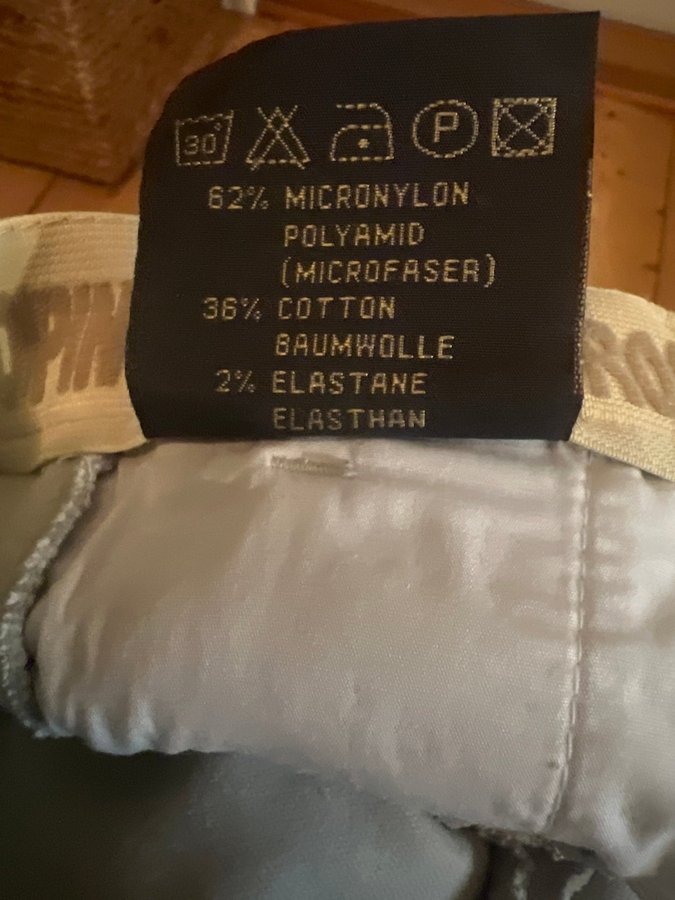 30°
P
62% MICRONYLON
POLYAMID
(MICROFASER)
36% COTTON
BAUMWOLLE
2% ELASTANE
ELASTHAN